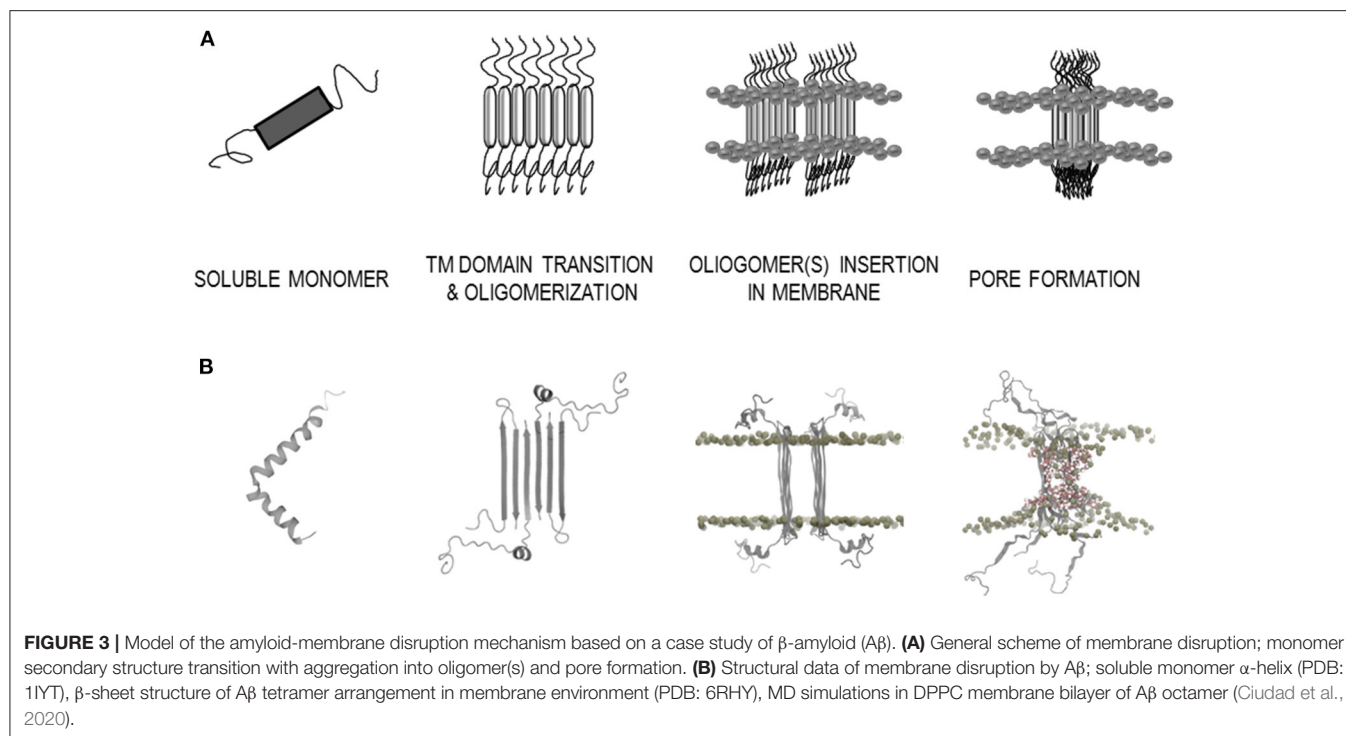 A
SOLUBLE MONOMER
TM DOMAIN TRANSITION
& OLIGOMERIZATION
OLIOGOMER(S) INSERTION
IN MEMBRANE
PORE FORMATION
B
FIGURE 3 | Model of the amyloid-membrane disruption mechanism based on a case study of β-amyloid (Aβ). (A) General scheme of membrane disruption; monomer
secondary structure transition with aggregation into oligomer(s) and pore formation. (B) Structural data of membrane disruption by Aβ; soluble monomer α-helix (PDB:
1IYT), β-sheet structure of Aβ tetramer arrangement in membrane environment (PDB: 6RHY), MD simulations in DPPC membrane bilayer of Aβ octamer (Ciudad et al.,
2020).